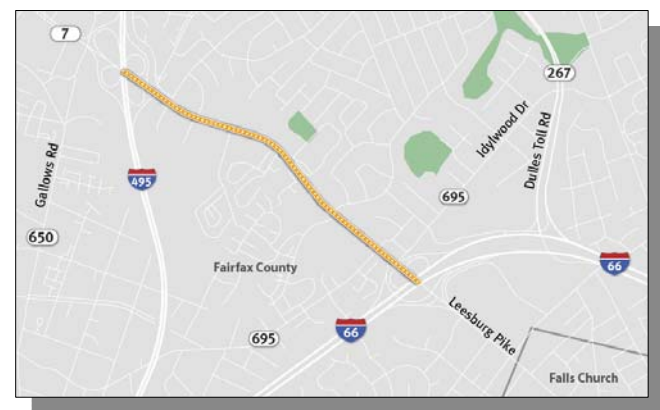 7
267
Idylwood Dr
Dulles Toll Rd
Gallows Rd
495
695
650
Fairfax County
66
66
Leesburg Pike
695
Falls Church